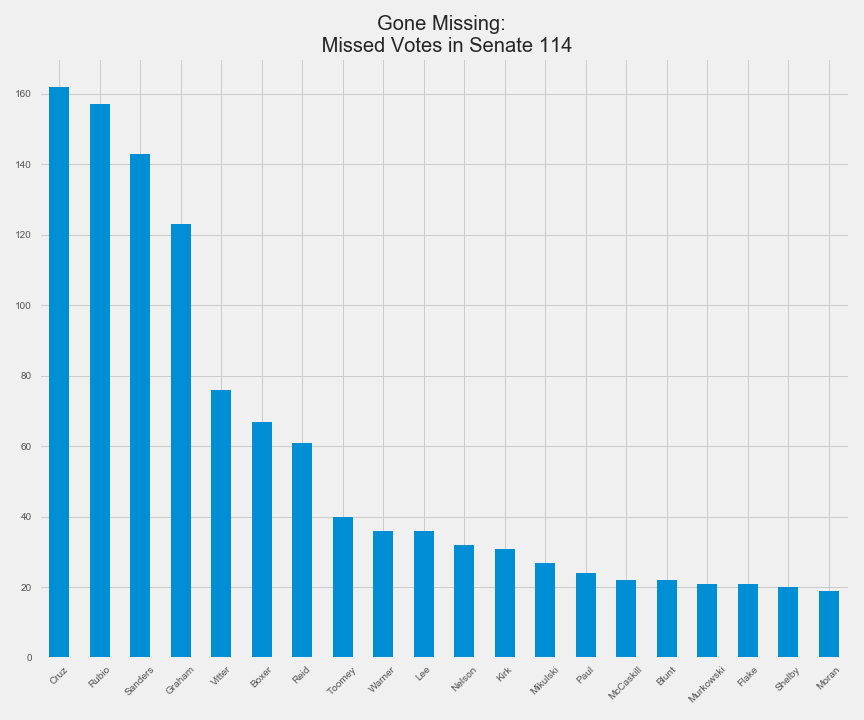 Gone Missing:
Missed Votes in Senate 114
160
140
120
100
80
60
40
20
0
Cruz
Rubio
Sanders
Graham
Vitter
Boxer
Reid
Toomey
Warner
Lee
Nelson
Kirk
Mikulski
Paul
McCaskill
Blunt
Murkowski
Flake
Shelby
Moran